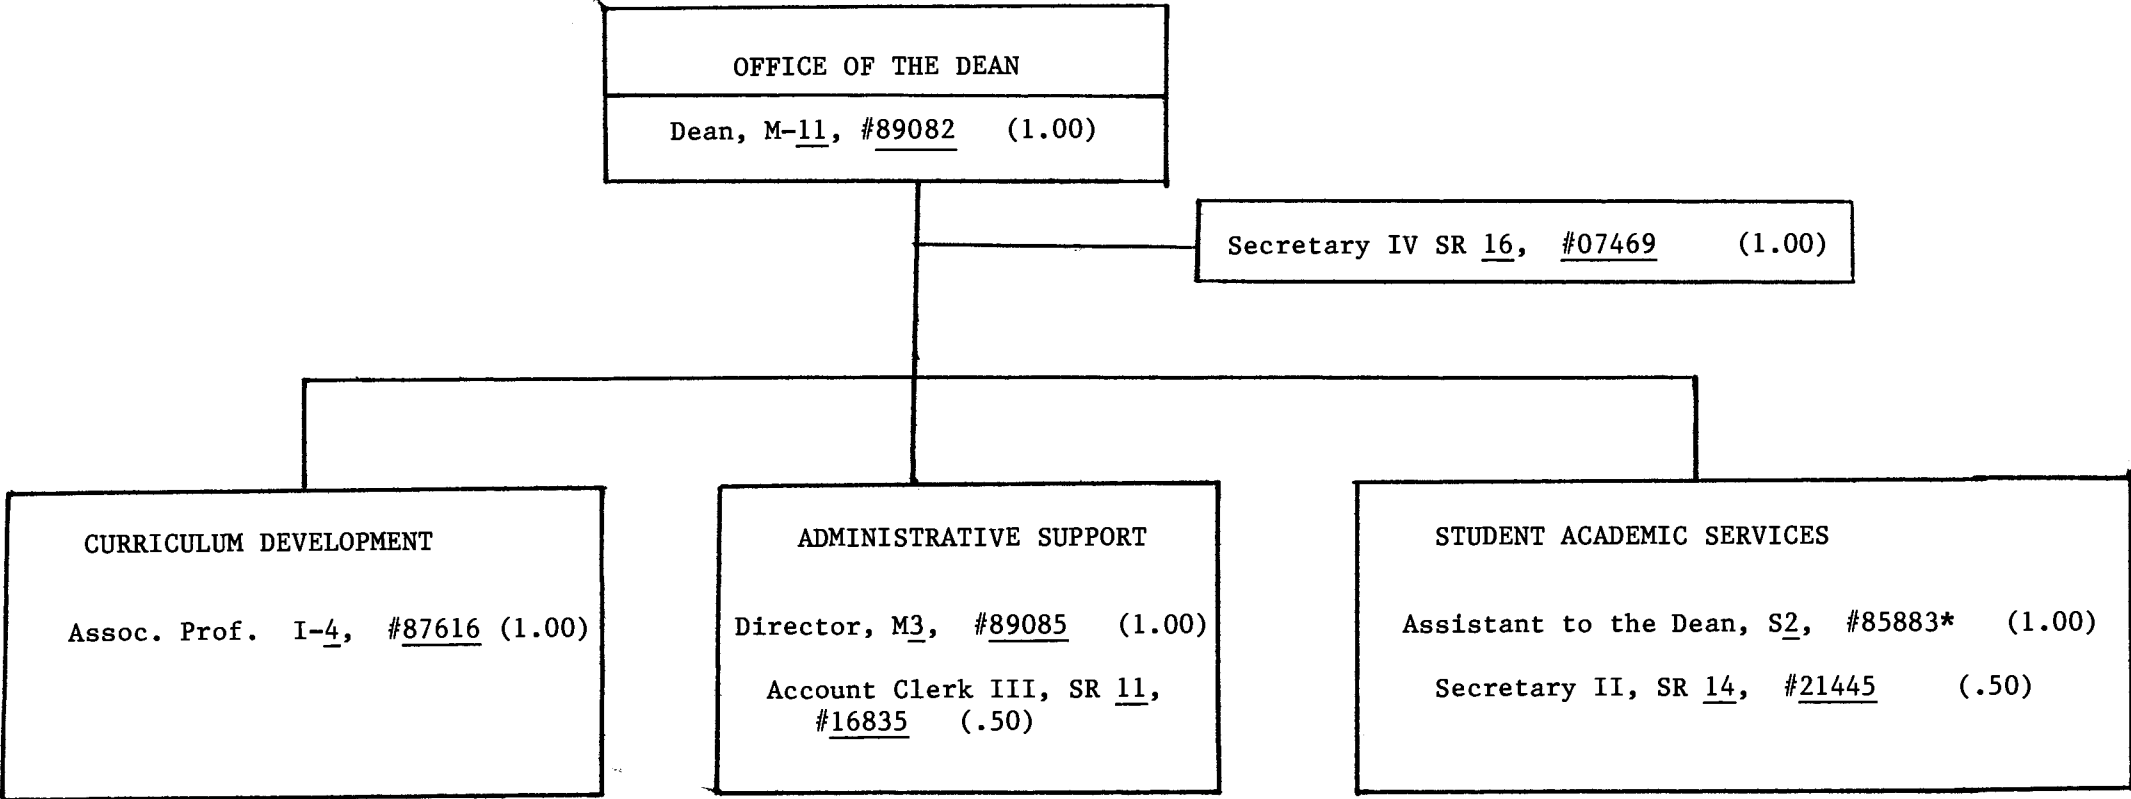 OFFICE OF THE DEAN
Dean, M-11, #89082 (1.00)
Secretary IV SR 16, #07469 (1.00)
CURRICULUM DEVELOPMENT
Assoc. Prof. I-4, #87616 (1.00)
ADMINISTRATIVE SUPPORT
Director, M3, #89085 (1.00)
Account Clerk III, SR 11,
#16835 (.50)
STUDENT ACADEMIC SERVICES
Assistant to the Dean, S2, #85883* (1.00)
Secretary II, SR 14, #21445 (.50)